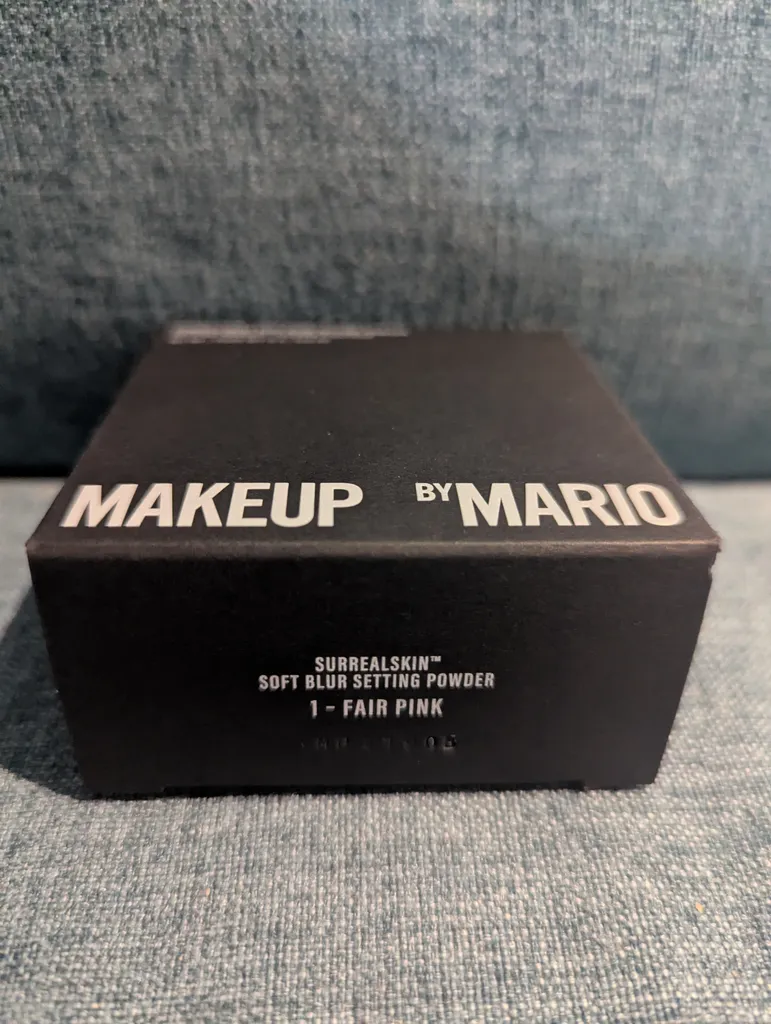 MAKEUP BY MARIO
SURREALSKIN™
SOFT BLUR SETTING POWDER
1 - FAIR PINK